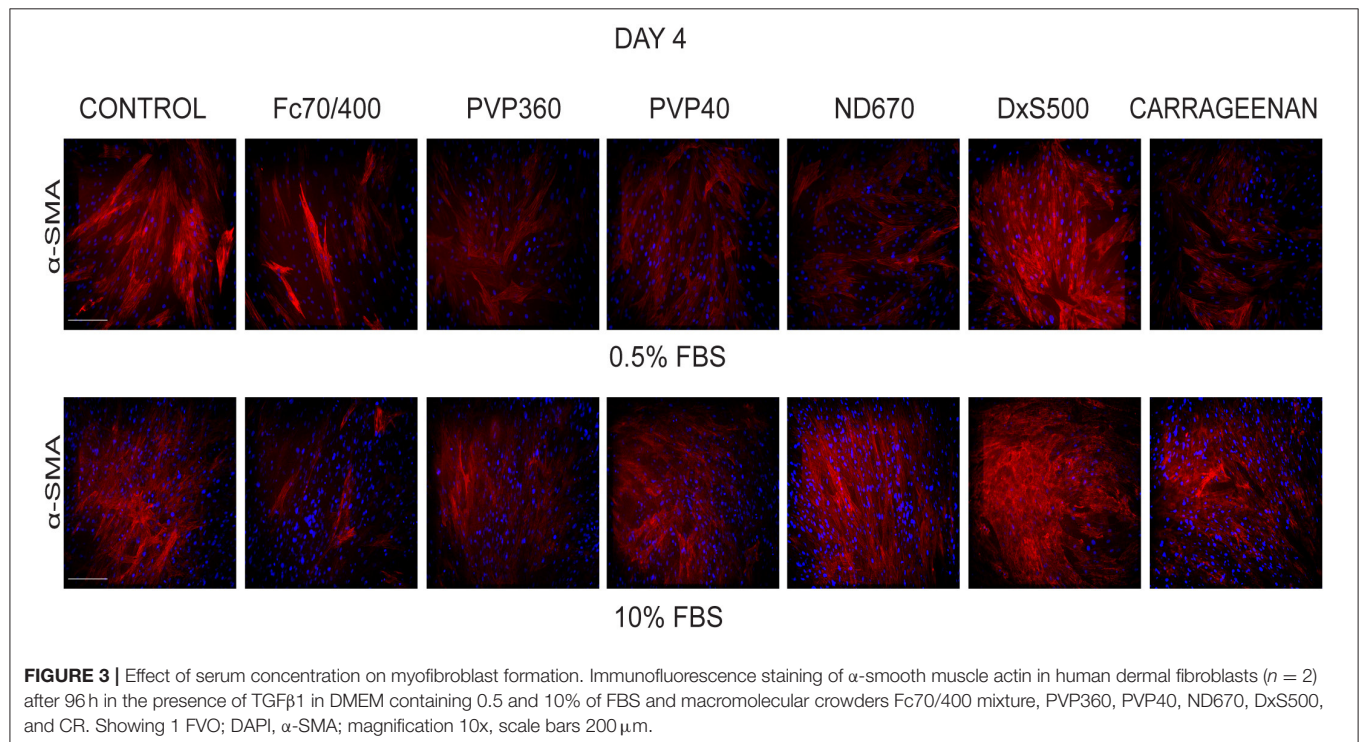 DAY 4
CONTROL Fc70/400 PVP360 PVP40 ND670 DxS500 CARRAGEENAN
α-SMA
0.5% FBS
α-SMA
10% FBS
FIGURE 3 | Effect of serum concentration on myofibroblast formation. Immunofluorescence staining of α-smooth muscle actin in human dermal fibroblasts (n = 2)
after 96 h in the presence of TGFβ1 in DMEM containing 0.5 and 10% of FBS and macromolecular crowders Fc70/400 mixture, PVP360, PVP40, ND670, DxS500,
and CR. Showing 1 FVO; DAPI, α-SMA; magnification 10x, scale bars 200 μm.